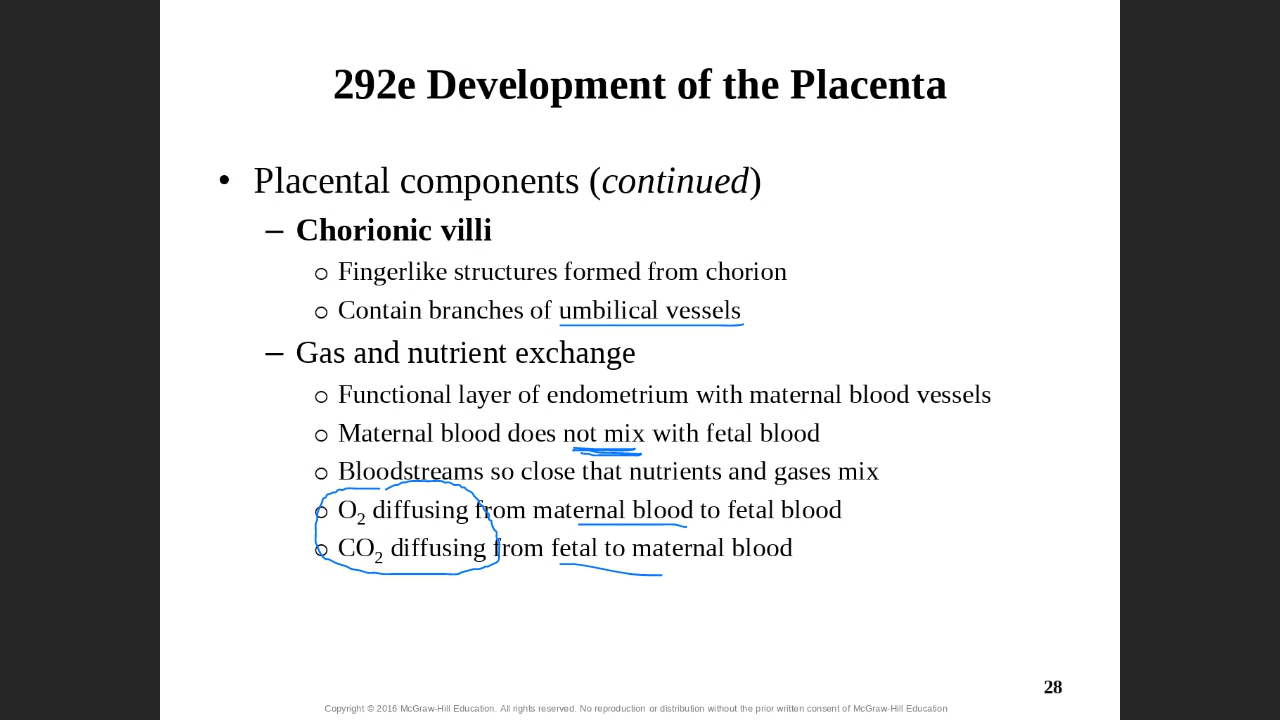 292e Development of the Placenta
• Placental components (continued)
– Chorionic villi
○ Fingerlike structures formed from chorion
○ Contain branches of umbilical vessels
– Gas and nutrient exchange
○ Functional layer of endometrium with maternal blood vessels
○ Maternal blood does not mix with fetal blood
○ Bloodstreams so close that nutrients and gases mix
○ O₂ diffusing from maternal blood to fetal blood
○ CO₂ diffusing from fetal to maternal blood
28
Copyright © 2016 McGraw-Hill Education. All rights reserved. No reproduction or distribution without the prior written consent of McGraw-Hill Education